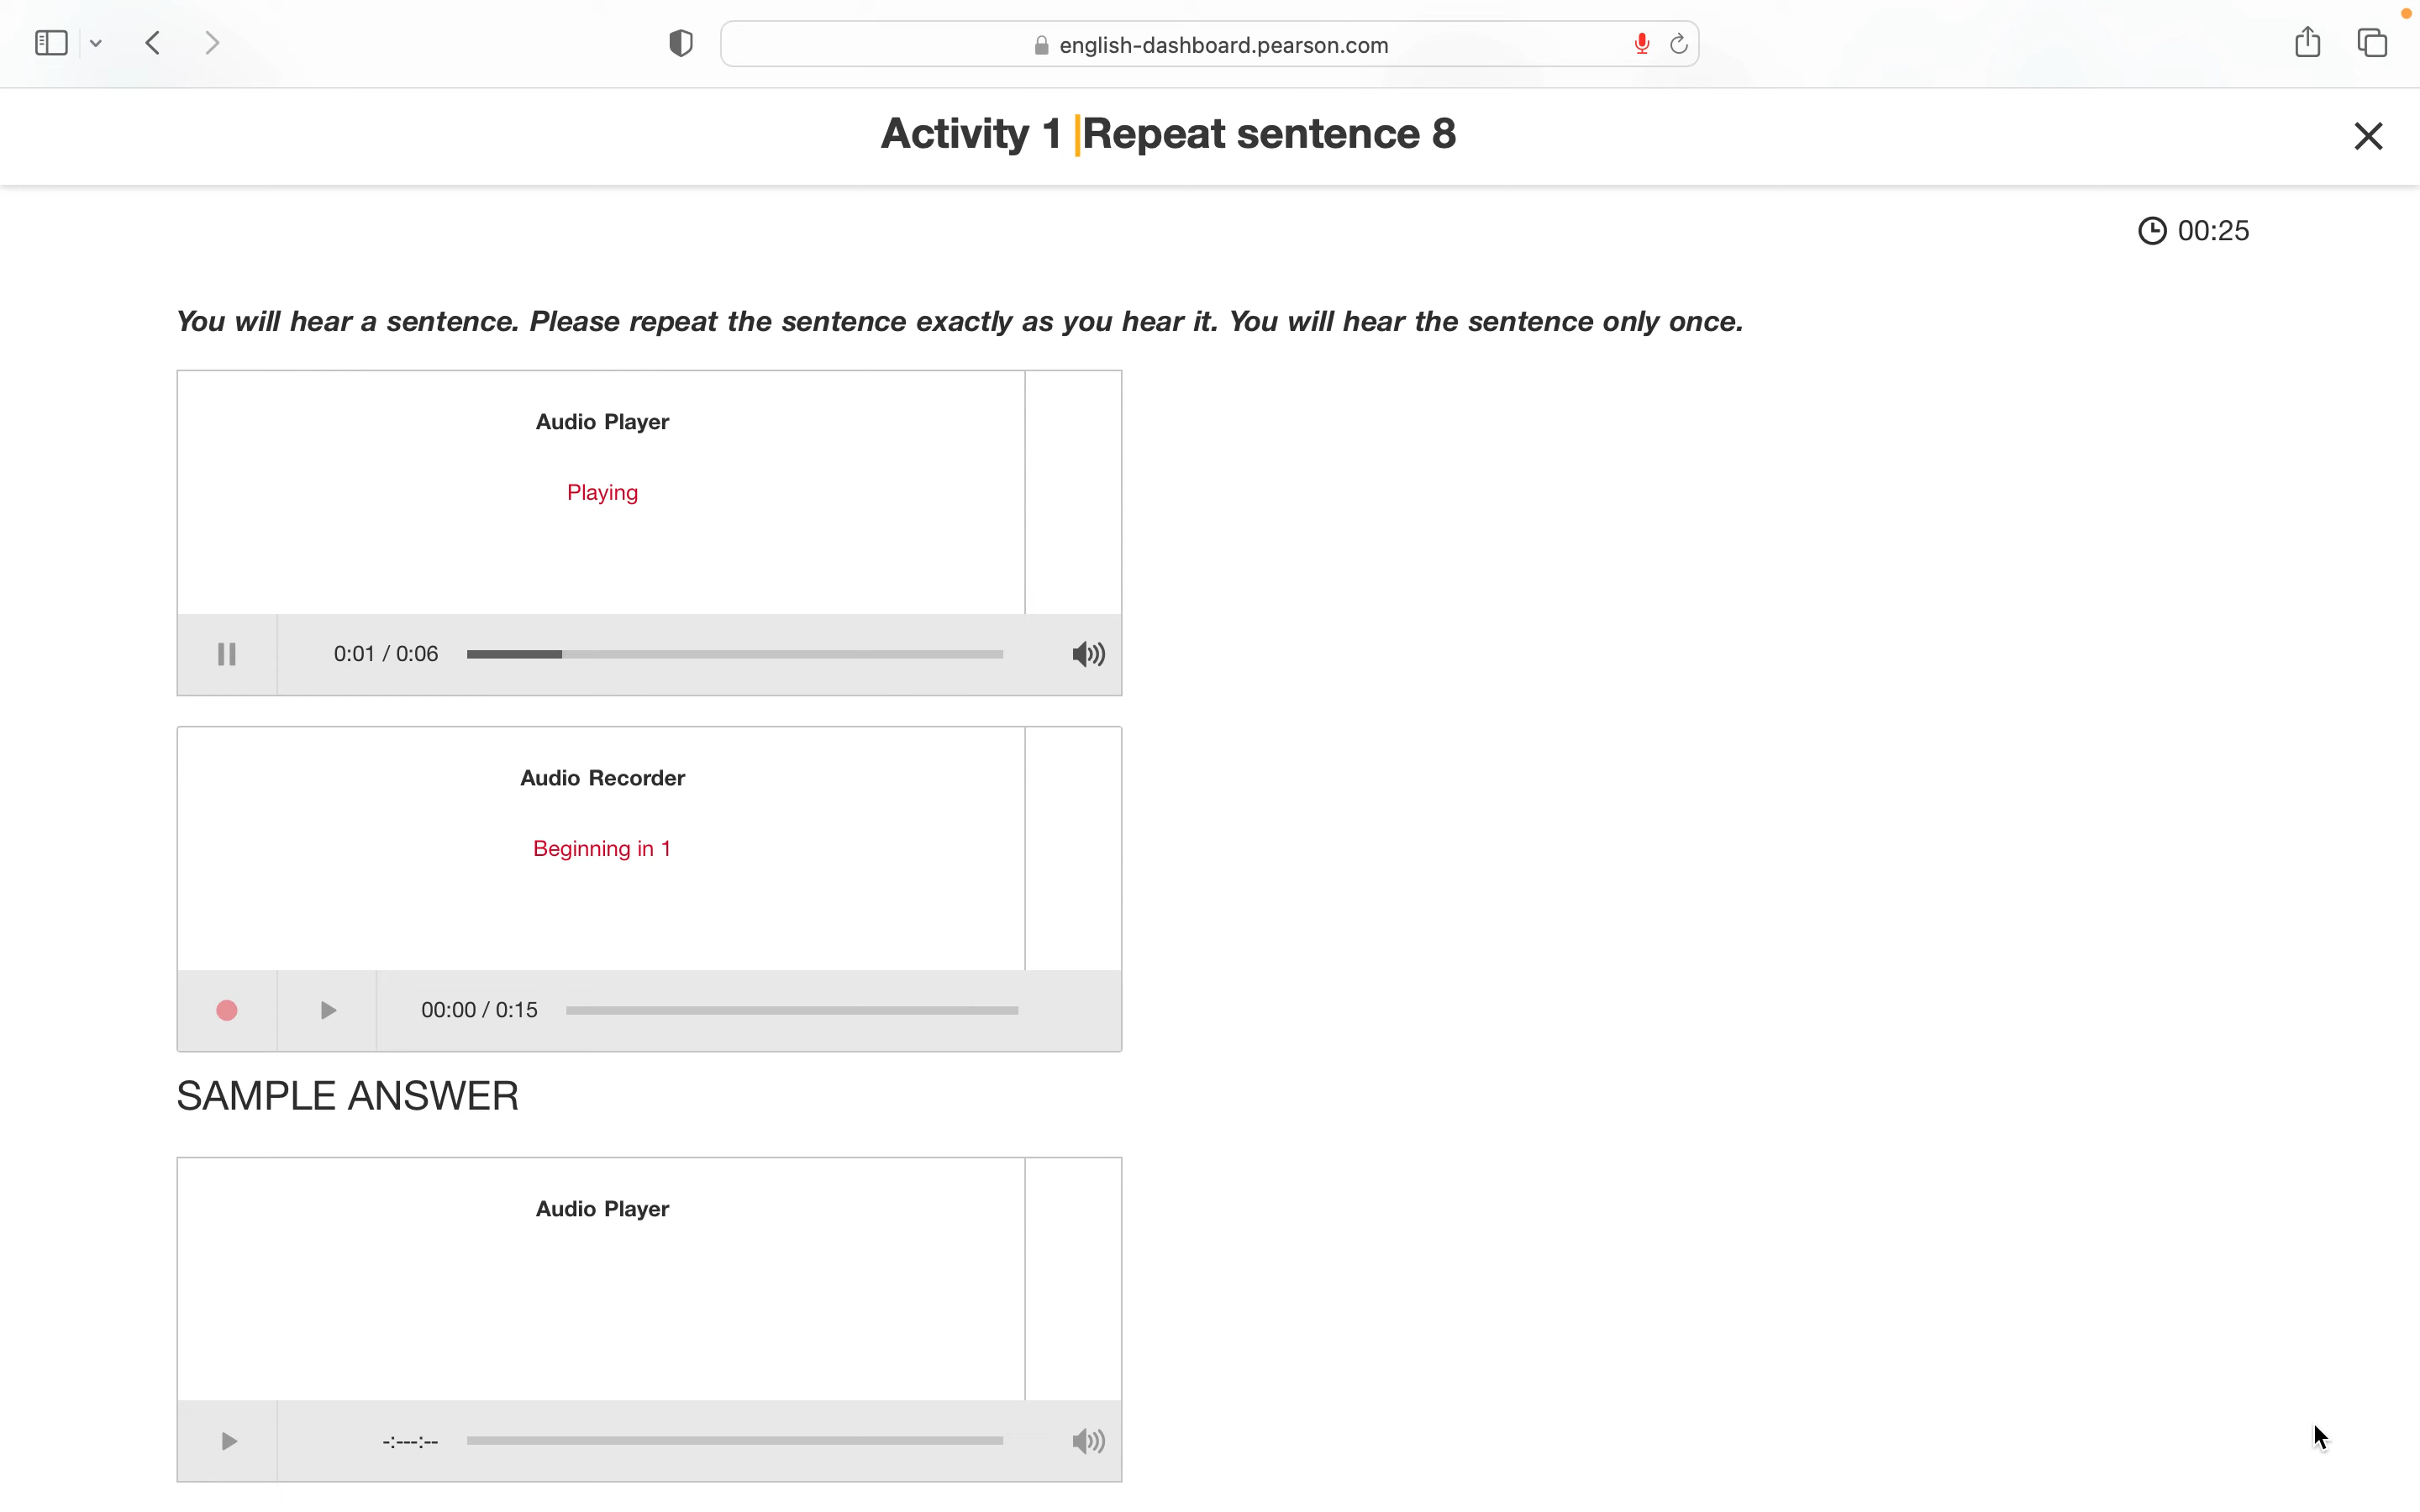 english-dashboard.pearson.com
Activity 1 |Repeat sentence 8
00:25
You will hear a sentence. Please repeat the sentence exactly as you hear it. You will hear the sentence only once.
Audio Player
Playing
0:01 / 0:06
Audio Recorder
Beginning in 1
00:00 / 0:15
SAMPLE ANSWER
Audio Player
-:--–:--